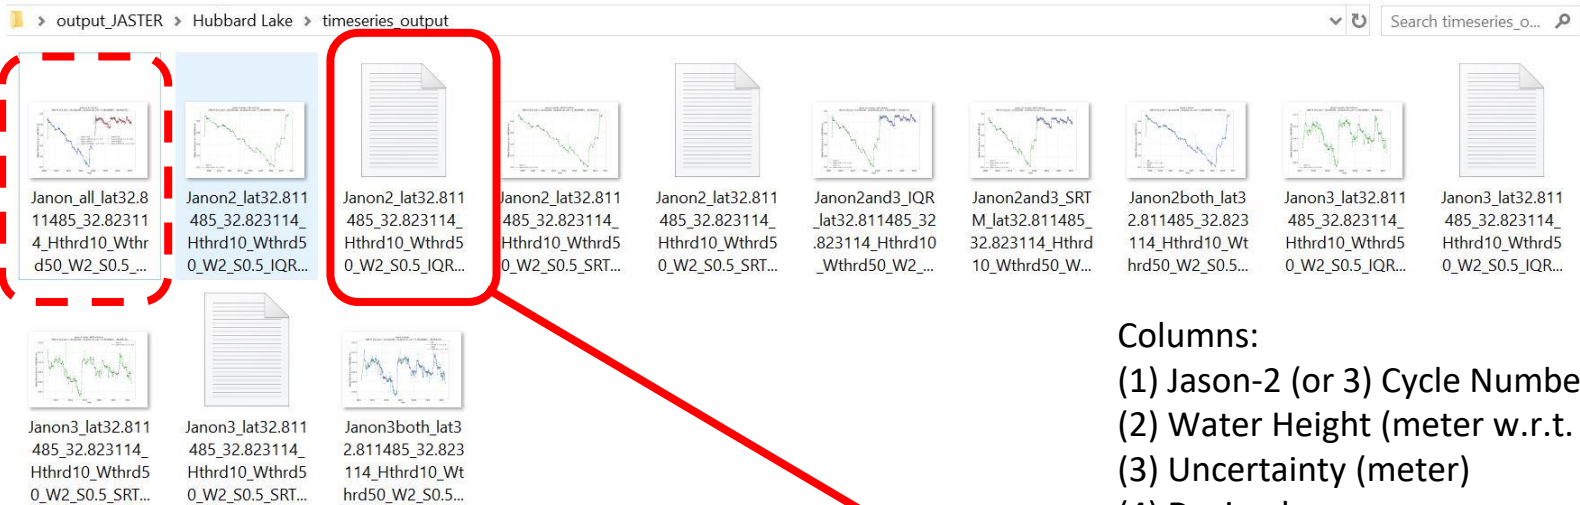 > output_JASTER > Hubbard Lake > timeseries_output
Search timeseries_o...
Janon_all_lat32.8
11485_32.82311
4_Hthrd10_Wthr
d50_W2_S0.5_...
Janon2_lat32.811
485_32.823114_
Hthrd10_Wthrd5
0_W2_S0.5_IQR...
Janon2_lat32.811
485_32.823114_
Hthrd10_Wthrd5
0_W2_S0.5_IQR...
Janon2_lat32.811
485_32.823114_
Hthrd10_Wthrd5
0_W2_S0.5_SRT...
Janon2_lat32.811
485_32.823114_
Hthrd10_Wthrd5
0_W2_S0.5_SRT...
Janon2and3_IQR
_lat32.811485_32
.823114_Hthrd10
_Wthrd50_W2_...
Janon2and3_SRT
M_lat32.811485_
32.823114_Hthrd
10_Wthrd50_W...
Janon2both_lat3
2.811485_32.823
114_Hthrd10_Wt
hrd50_W2_S0.5...
Janon3_lat32.811
485_32.823114_
Hthrd10_Wthrd5
0_W2_S0.5_IQR...
Janon3_lat32.811
485_32.823114_
Hthrd10_Wthrd5
0_W2_S0.5_IQR...
Janon3_lat32.811
485_32.823114_
Hthrd10_Wthrd5
0_W2_S0.5_SRT...
Janon3_lat32.811
485_32.823114_
Hthrd10_Wthrd5
0_W2_S0.5_SRT...
Janon3both_lat3
2.811485_32.823
114_Hthrd10_Wt
hrd50_W2_S0.5...
Columns:
(1) Jason-2 (or 3) Cycle Numbe
(2) Water Height (meter w.r.t.
(3) Uncertainty (meter)